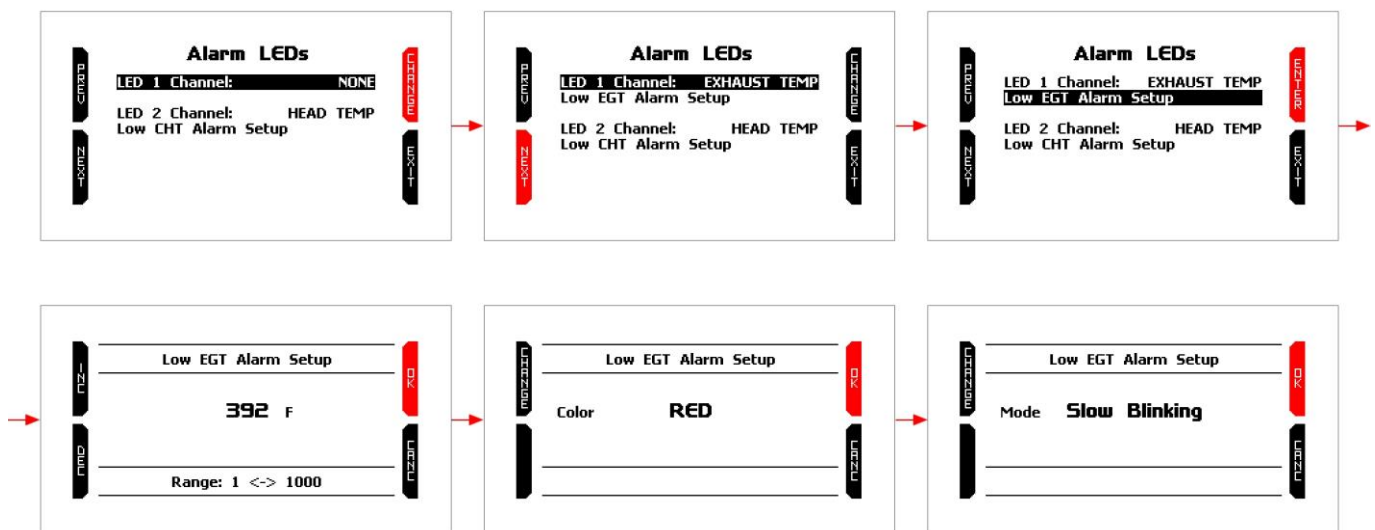 Alarm LEDs
PREV
CHANGE
LED 1 Channel: NONE
LED 2 Channel: HEAD TEMP
Low CHT Alarm Setup
NEXT
EXIT
Alarm LEDs
PREV
CHANGE
LED 1 Channel: EXHAUST TEMP
Low EGT Alarm Setup
LED 2 Channel: HEAD TEMP
Low CHT Alarm Setup
NEXT
EXIT
Alarm LEDs
PREV
ENTER
LED 1 Channel: EXHAUST TEMP
Low EGT Alarm Setup
LED 2 Channel: HEAD TEMP
Low CHT Alarm Setup
NEXT
EXIT
Low EGT Alarm Setup
INC
OK
392 F
DEC
CANC
Range: 1 <-> 1000
Low EGT Alarm Setup
CHANGE
OK
Color RED
CANC
Low EGT Alarm Setup
CHANGE
OK
Mode Slow Blinking
CANC